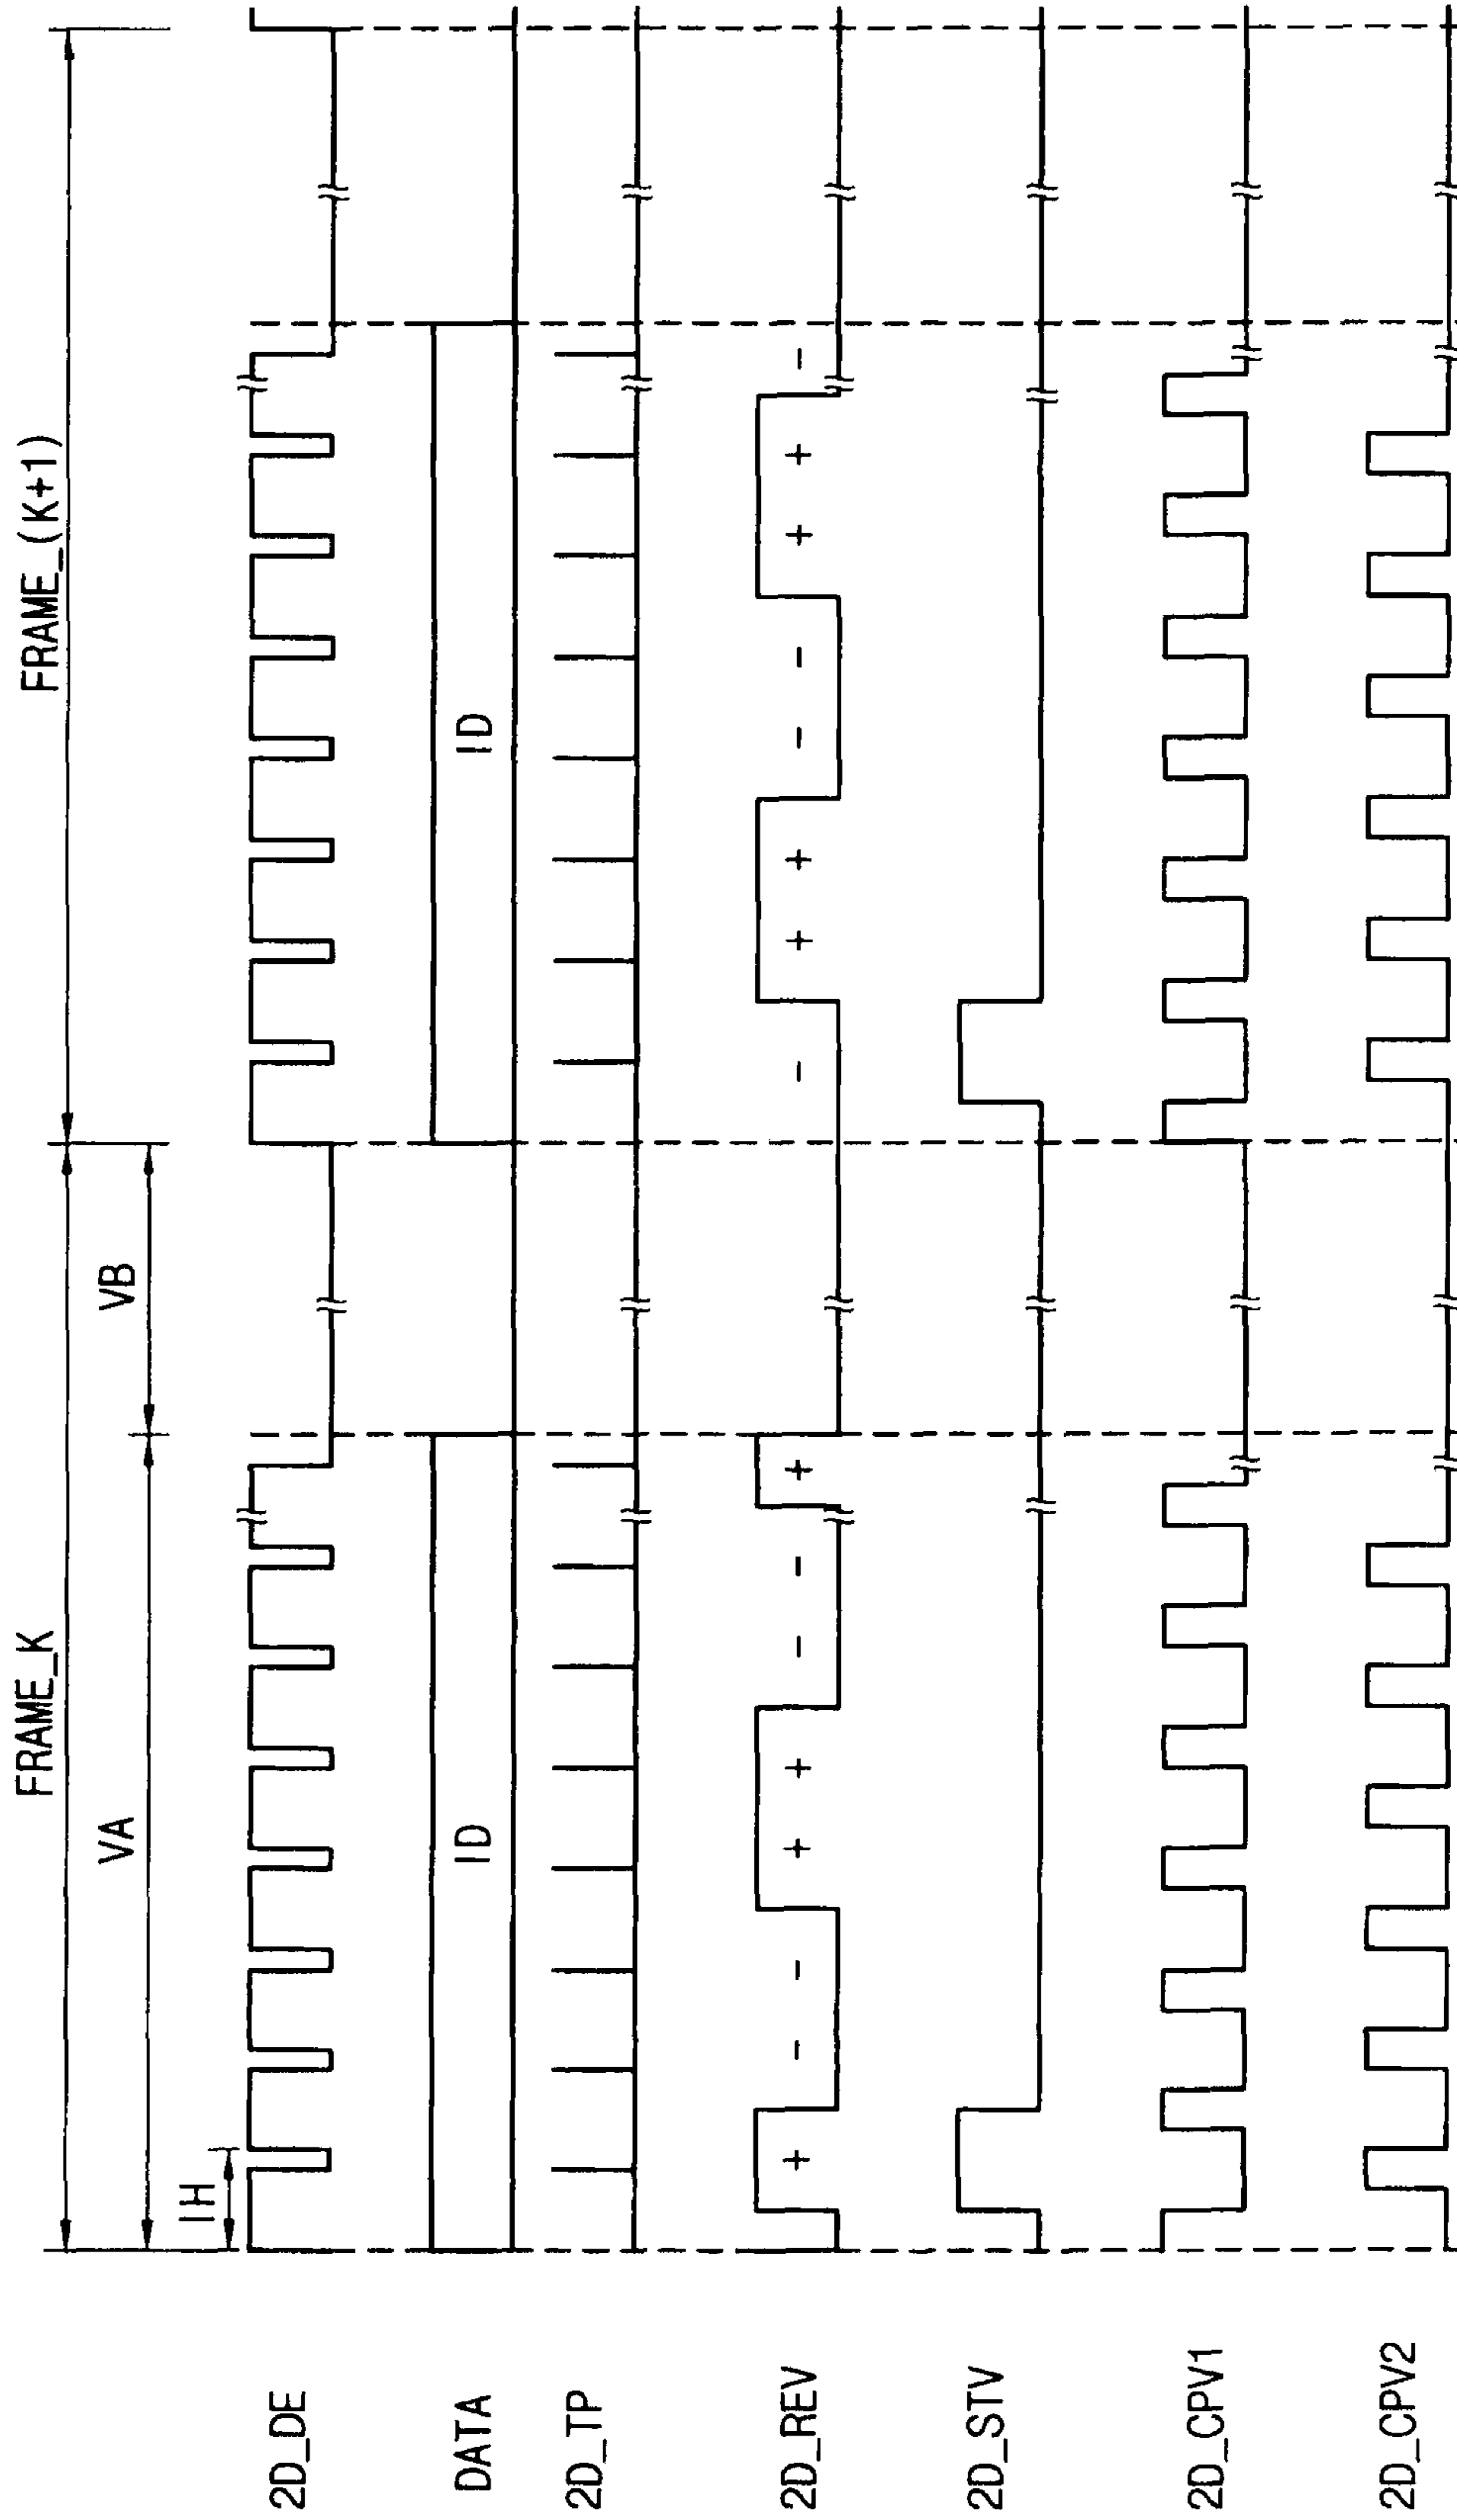 FRAME_K
FRAME_(K+1)
VA
VB
1H
2D_DE
DATA
ID
ID
2D_TP
2D_REV
+ - - + + - - +
- + + - - + + -
2D_STV
2D_CPV1
2D_CPV2